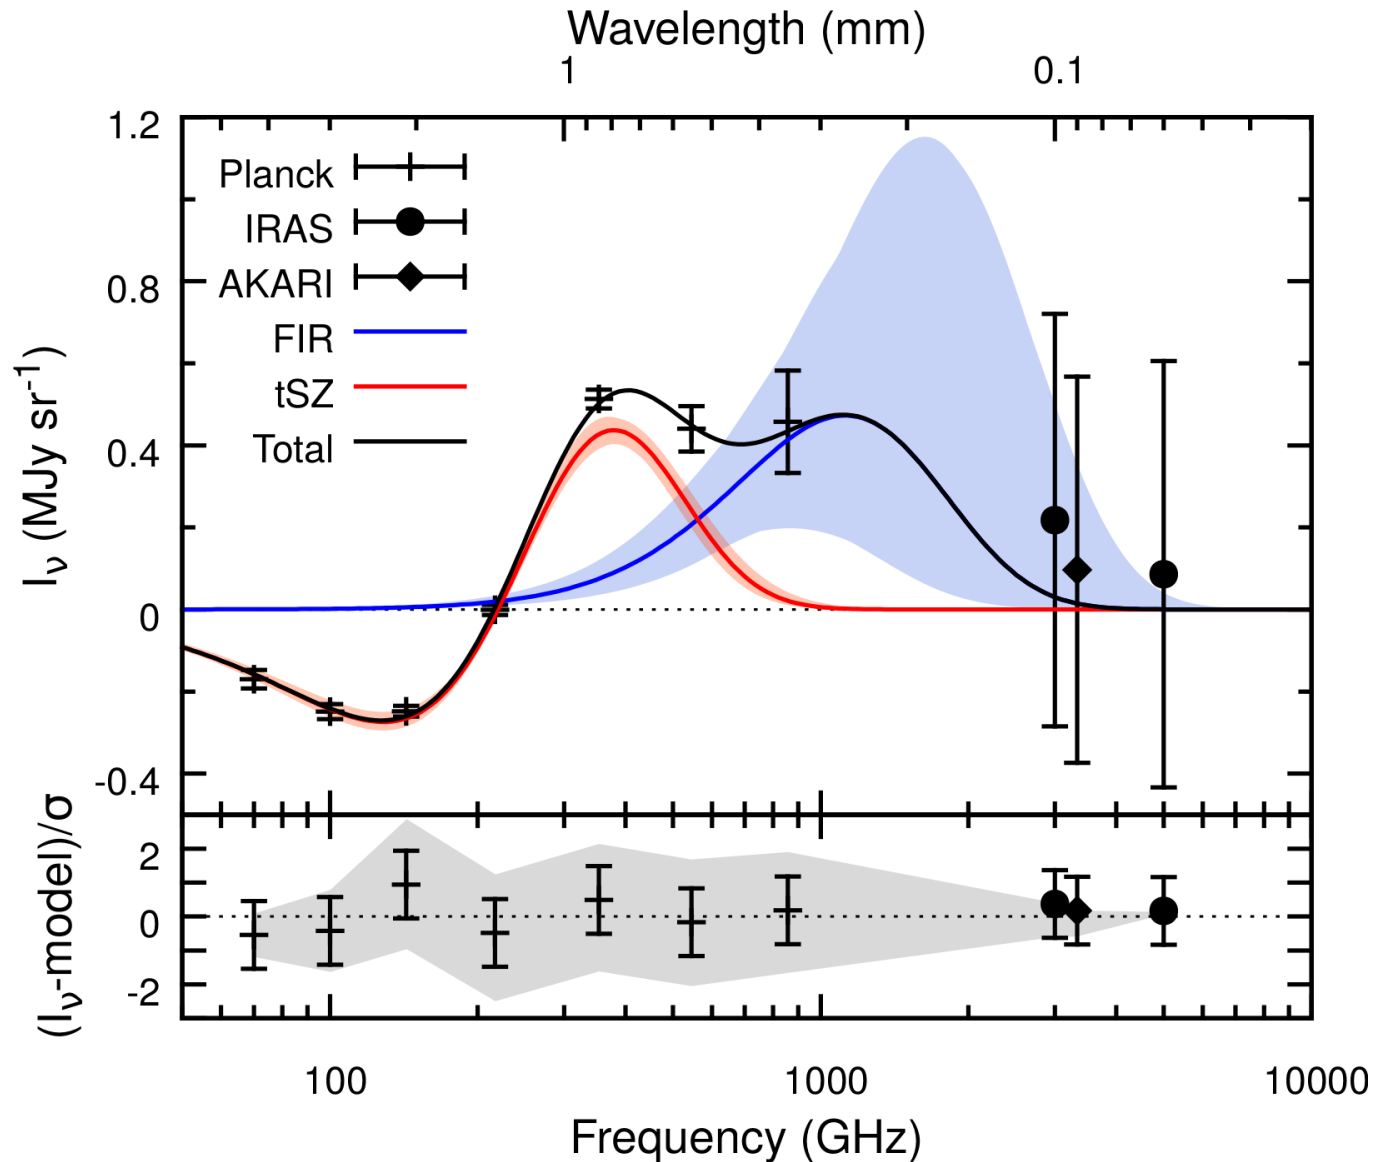 Wavelength (mm)
1 0.1
1.2
0.8
0.4
0
-0.4
Iν (MJy sr-1)
Planck
IRAS
AKARI
FIR
tSZ
Total
2
0
-2
(Iν-model)/σ
100 1000 10000
Frequency (GHz)